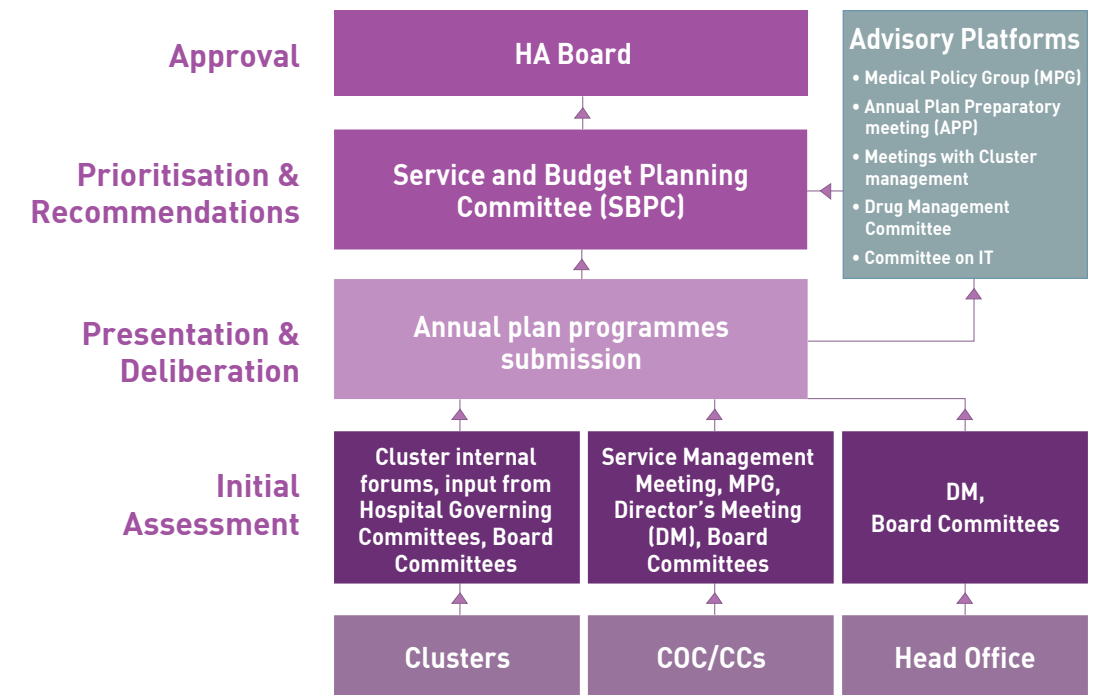 Approval
HA Board
Advisory Platforms
• Medical Policy Group (MPG)
• Annual Plan Preparatory
meeting (APP)
• Meetings with Cluster
management
• Drug Management
Committee
• Committee on IT
Prioritisation &
Recommendations
Service and Budget Planning
Committee (SBPC)
Presentation &
Deliberation
Annual plan programmes
submission
Initial
Assessment
Cluster internal
forums, input from
Hospital Governing
Committees, Board
Committees
Service Management
Meeting, MPG,
Director’s Meeting
(DM), Board
Committees
DM,
Board Committees
Clusters
COC/CCs
Head Office